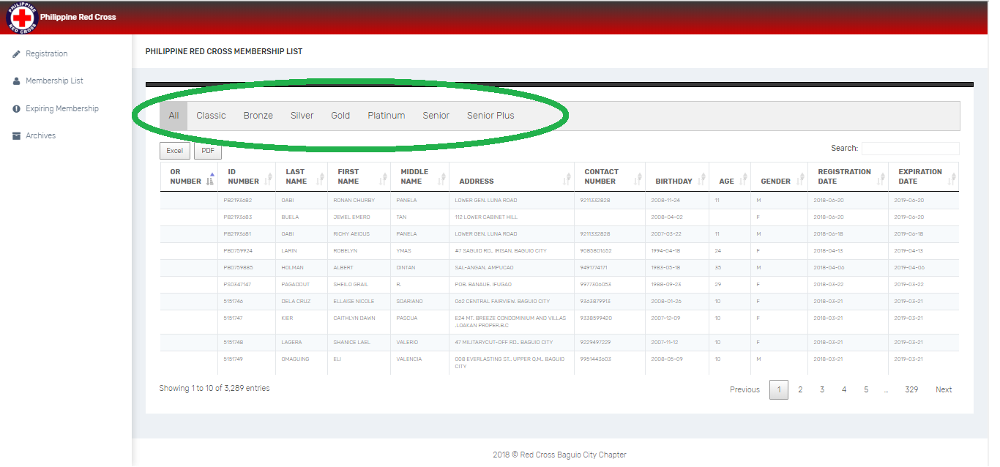 PHILIPPINE RED CROSS
Philippine Red Cross
Registration
Membership List
Expiring Membership
Archives
PHILIPPINE RED CROSS MEMBERSHIP LIST
All Classic Bronze Silver Gold Platinum Senior Senior Plus
Excel PDF
Search:
OR NUMBER ID NUMBER LAST NAME FIRST NAME MIDDLE NAME ADDRESS CONTACT NUMBER BIRTHDAY AGE GENDER REGISTRATION DATE EXPIRATION DATE
PB2193682 GABI RONAN CHURBY PANELA LOWER GEN. LUNA ROAD 9211332828 2008-11-24 11 M 2018-06-20 2019-06-20
PB2193683 BUELA JEWEL EMERO TAN 112 LOWER CABINET HILL 2008-04-02 F 2018-06-20 2019-06-20
PB2193681 GABI RICHY AEIOUS PANELA LOWER GEN. LUNA ROAD 9211332828 2007-03-22 11 M 2018-06-18 2019-06-18
PB0759924 LARIN ROBELYN YMAS #7 SAGUID RD., IRISAN, BAGUIO CITY 9085801652 1994-04-18 24 F 2018-04-13 2019-04-13
PB0759885 HOLMAN ALBERT DINTAN SAL-ANGAN, AMPUCAO 9491774171 1983-05-18 35 M 2018-04-06 2019-04-06
PS0347147 PAGADDUT SHEILO GRAIL R. POB. BANAUE, IFUGAO 9977306053 1988-09-23 29 F 2018-03-22 2019-03-22
5151746 DELA CRUZ ELLAISE NICOLE SOARIANO 062 CENTRAL FAIRVIEW, BAGUIO CITY 9363879913 2008-01-26 10 F 2018-03-21 2019-03-21
5151747 KIER CAITHLYN DAWN PASCUA E24 MT. BREEZE CONDOMINIUM AND VILLAS ,LOAKAN PROPER,B.C 9338599420 2007-12-09 10 F 2018-03-21 2019-03-21
5151748 LAGERA SHANICE LAEL VALERIO 47 MILITARYCUT-OFF RD., BAGUIO CITY 9229497229 2007-11-12 10 F 2018-03-21 2019-03-21
5151749 OMAGUING ELI VALENCIA 008 EVERLASTING ST., UPPER Q.M., BAGUIO CITY 9951443603 2008-05-09 10 M 2018-03-21 2019-03-21
Showing 1 to 10 of 3,289 entries
Previous 1 2 3 4 5 … 329 Next
2018 © Red Cross Baguio City Chapter